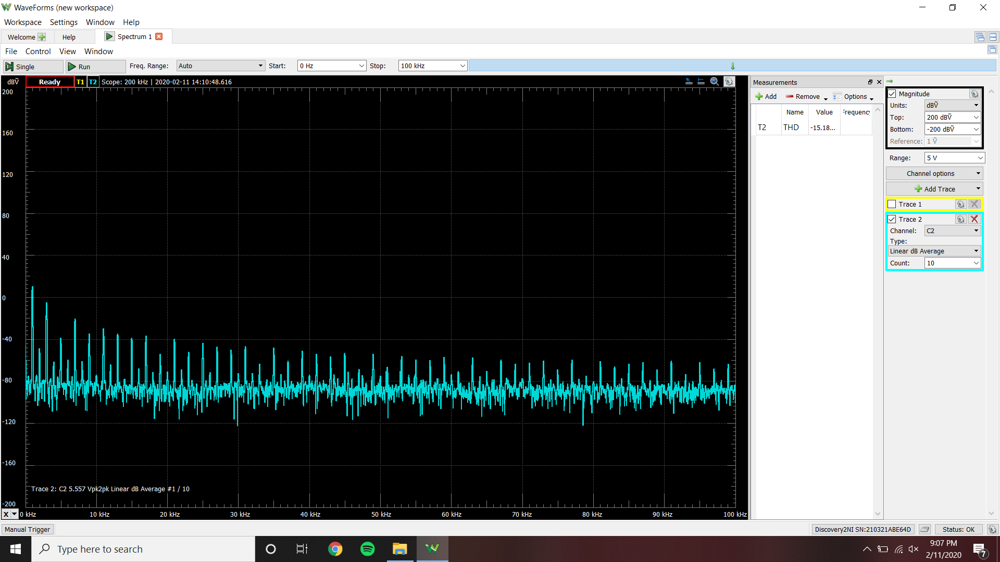 WaveForms (new workspace)
Workspace Settings Window Help
Welcome Help Spectrum 1
File Control View Window
Single Run Freq. Range: Auto Start: 0 Hz Stop: 100 kHz
dBṼ Ready T1 T2 Scope: 200 kHz | 2020-02-11 14:10:48.616
200
160
120
80
40
0
-40
-80
-120
-160
-200
Trace 2: C2 5.557 Vpk2pk Linear dB Average #1 / 10
X 0 kHz 10 kHz 20 kHz 30 kHz 40 kHz 50 kHz 60 kHz 70 kHz 80 kHz 90 kHz 100 kHz
Measurements
Add Remove Options
Name Value Frequency
T2 THD -15.18...
Magnitude
Units: dBṼ
Top: 200 dBṼ
Bottom: -200 dBṼ
Reference: 1 Ṽ
Range: 5 V
Channel options
Add Trace
Trace 1
Trace 2
Channel: C2
Type:
Linear dB Average
Count: 10
Manual Trigger Discovery2NI SN:210321ABE64D Status: OK
Type here to search
9:07 PM
2/11/2020
7